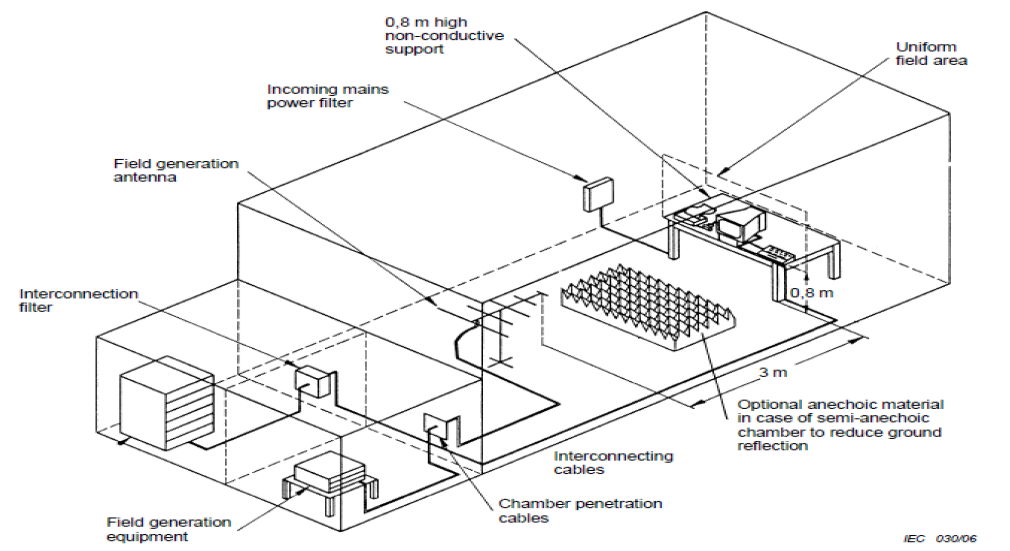 0,8 m high
non-conductive
support
Uniform
field area
Incoming mains
power filter
Field generation
antenna
Interconnection
filter
0,8 m
3 m
Optional anechoic material
in case of semi-anechoic
chamber to reduce ground
reflection
Interconnecting
cables
Chamber penetration
cables
Field generation
equipment
IEC 030/06